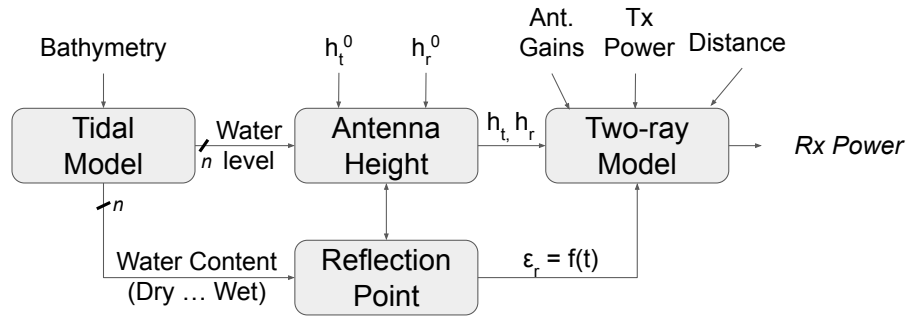 Bathymetry
h_t^0
h_r^0
Ant.
Gains
Tx
Power
Distance
Tidal
Model
n
Water
level
Antenna
Height
h_t, h_r
Two-ray
Model
Rx Power
n
Water Content
(Dry … Wet)
Reflection
Point
ε_r = f(t)